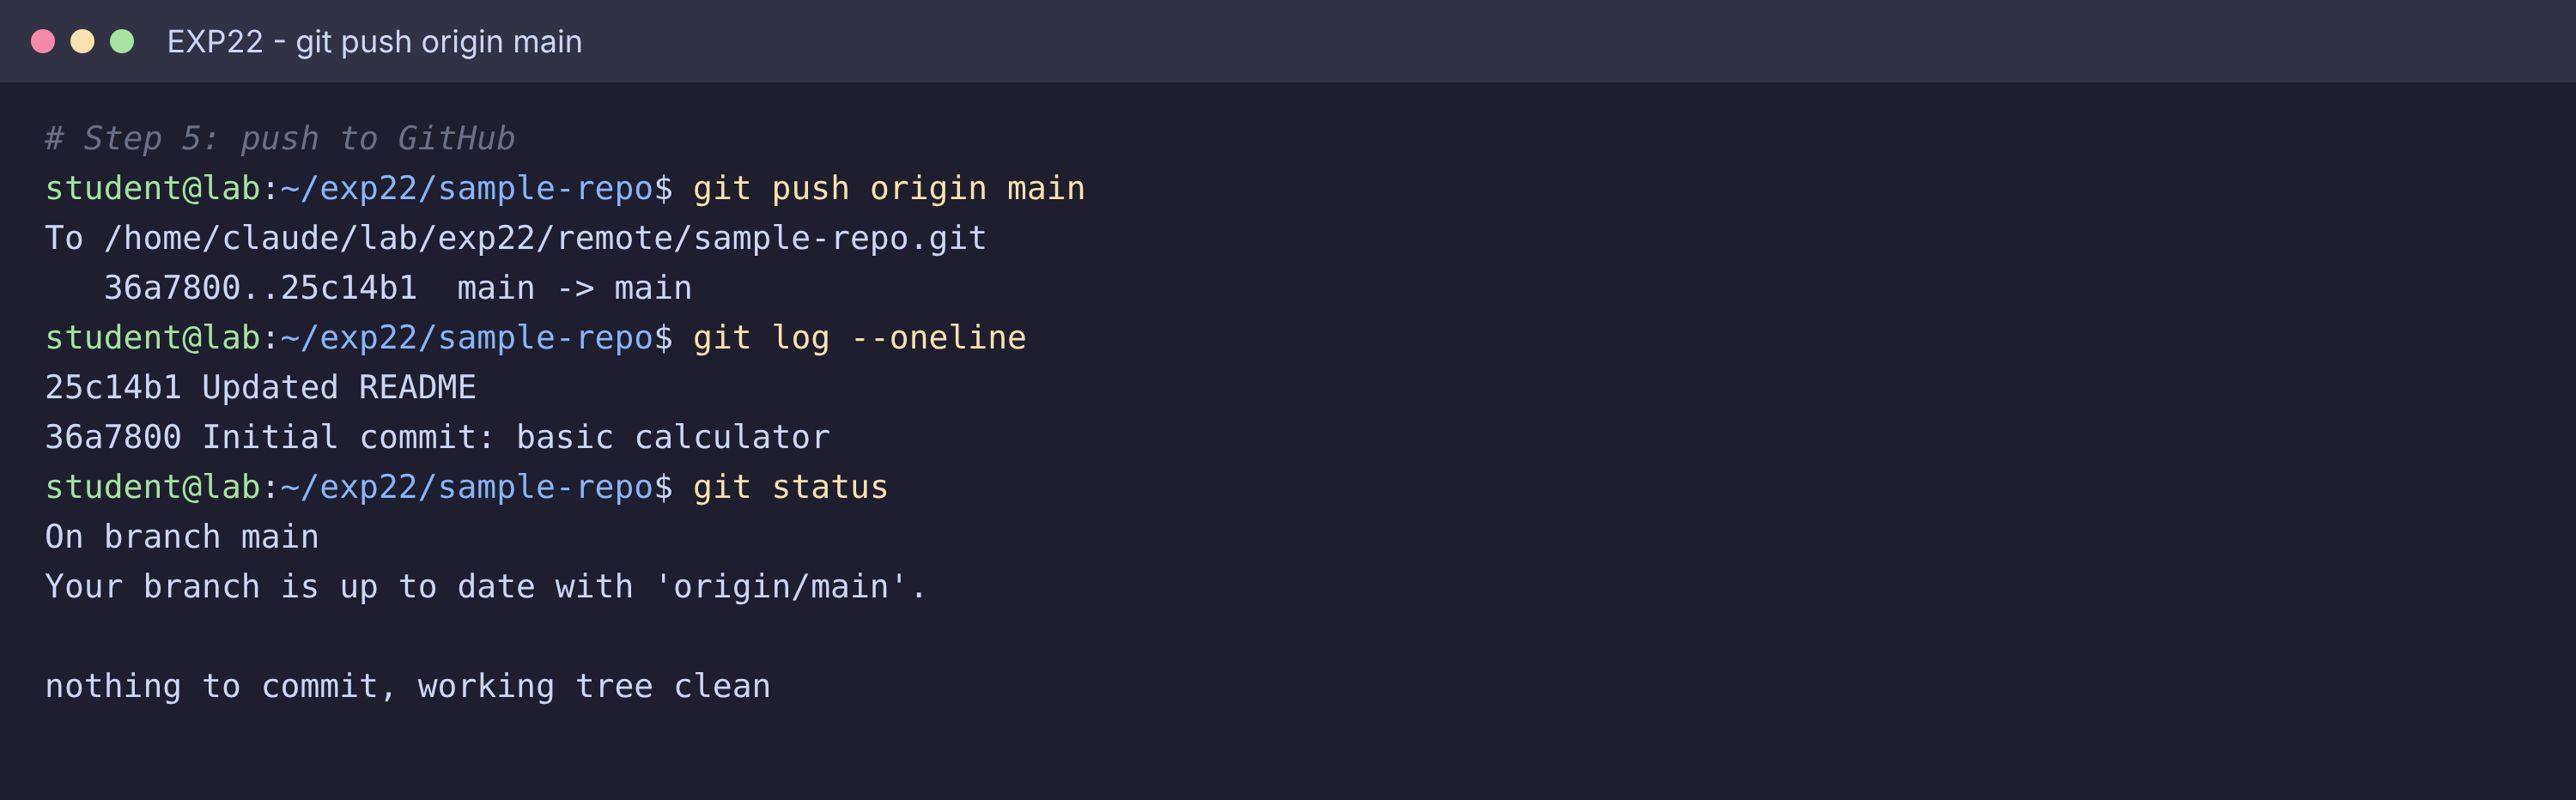 EXP22 - git push origin main
# Step 5: push to GitHub
student@lab:~/exp22/sample-repo$ git push origin main
To /home/claude/lab/exp22/remote/sample-repo.git
   36a7800..25c14b1  main -> main
student@lab:~/exp22/sample-repo$ git log --oneline
25c14b1 Updated README
36a7800 Initial commit: basic calculator
student@lab:~/exp22/sample-repo$ git status
On branch main
Your branch is up to date with 'origin/main'.

nothing to commit, working tree clean